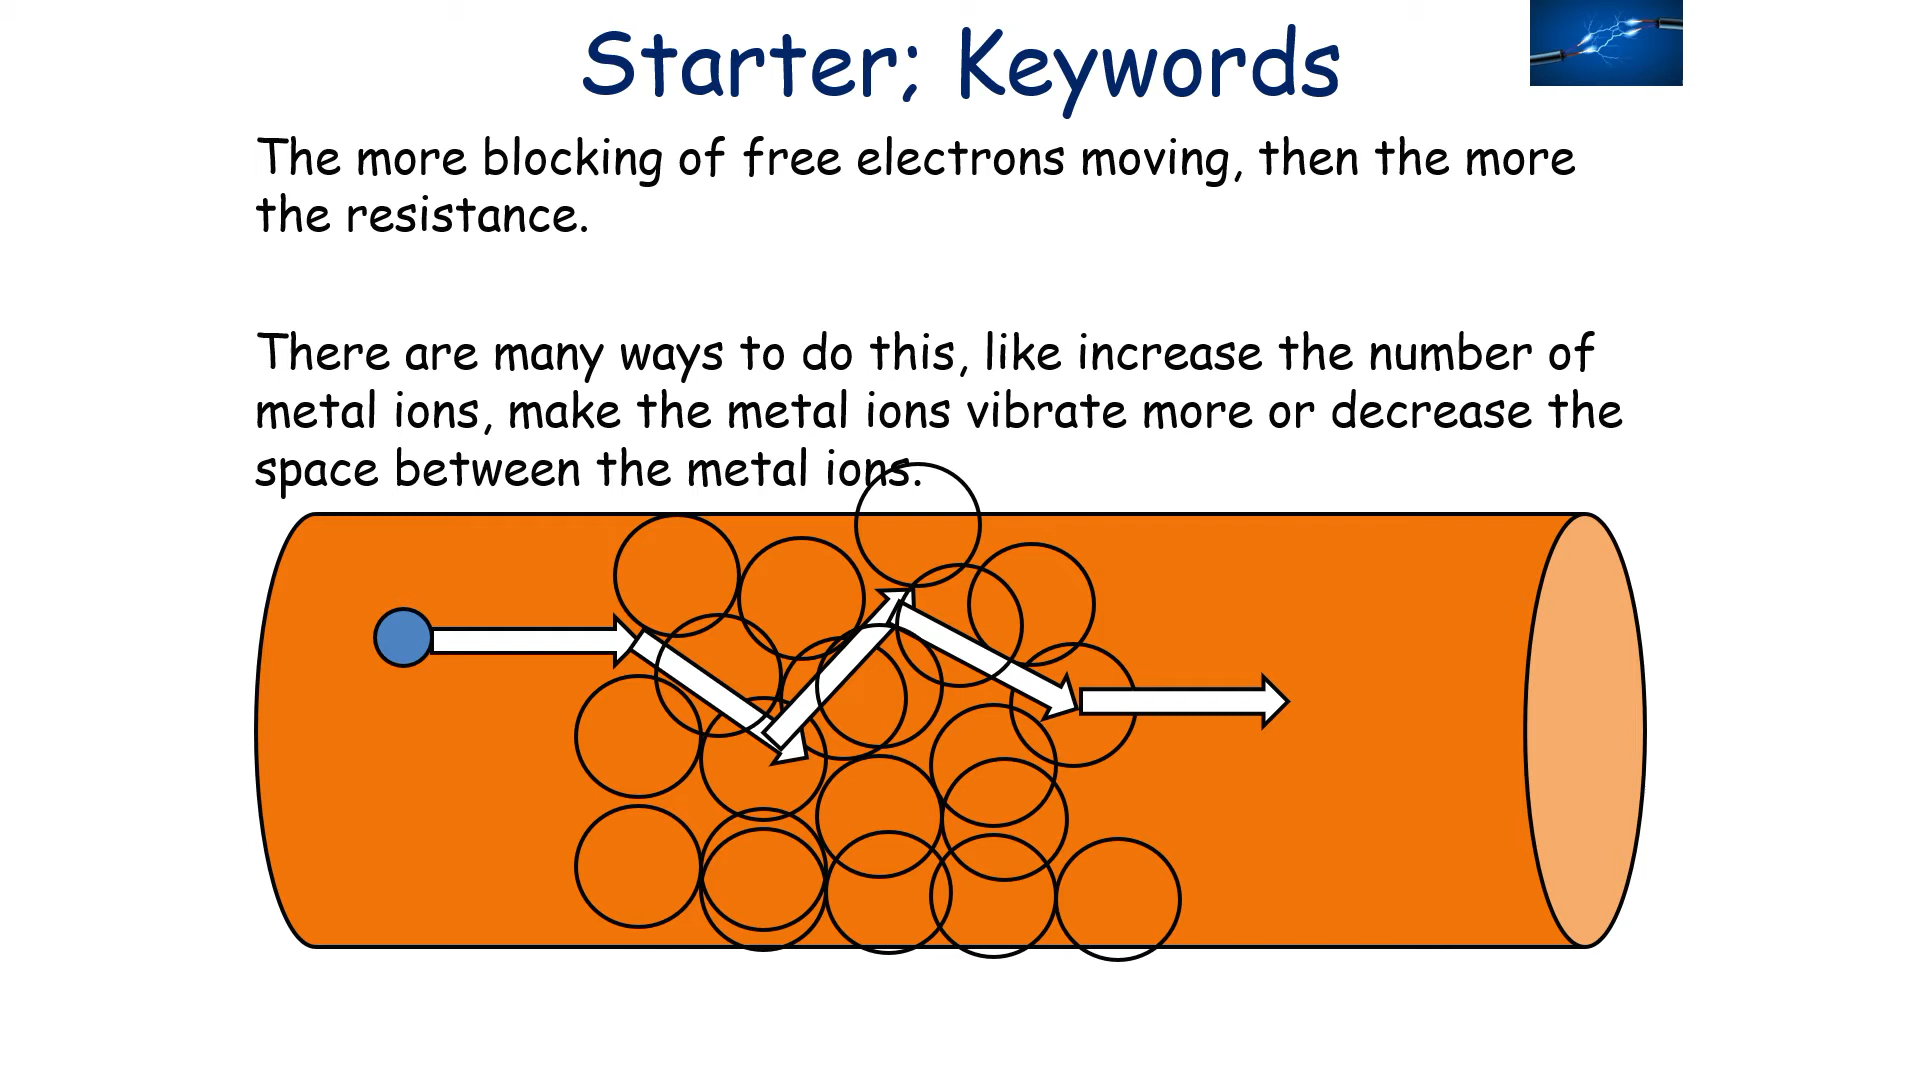 Starter; Keywords
The more blocking of free electrons moving, then the more
the resistance.
There are many ways to do this, like increase the number of
metal ions, make the metal ions vibrate more or decrease the
space between the metal ions.